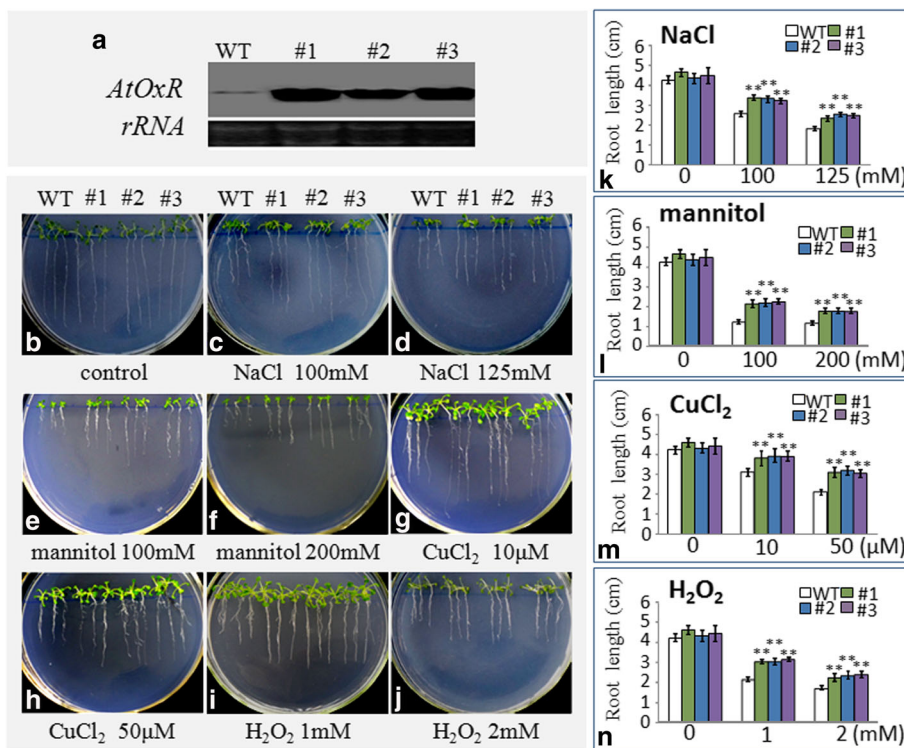 a
WT #1 #2 #3
AtOxR
rRNA
WT #1 #2 #3 WT #1 #2 #3 WT #1 #2 #3
b c d
control NaCl 100mM NaCl 125mM
e f g
mannitol 100mM mannitol 200mM CuCl₂ 10μM
h i j
CuCl₂ 50μM H₂O₂ 1mM H₂O₂ 2mM
NaCl
WT #1
#2 #3
Root length (cm)
5
4
3
2
1
0
** ** **
** ** **
0 100 125 (mM)
k
mannitol
WT #1
#2 #3
Root length (cm)
6
5
4
3
2
1
0
** ** **
** ** **
0 100 200 (mM)
l
CuCl₂
WT #1
#2 #3
Root length (cm)
6
5
4
3
2
1
0
** ** **
** ** **
0 10 50 (μM)
m
H₂O₂
WT #1
#2 #3
Root length (cm)
6
5
4
3
2
1
0
** ** **
** ** **
0 1 2 (mM)
n